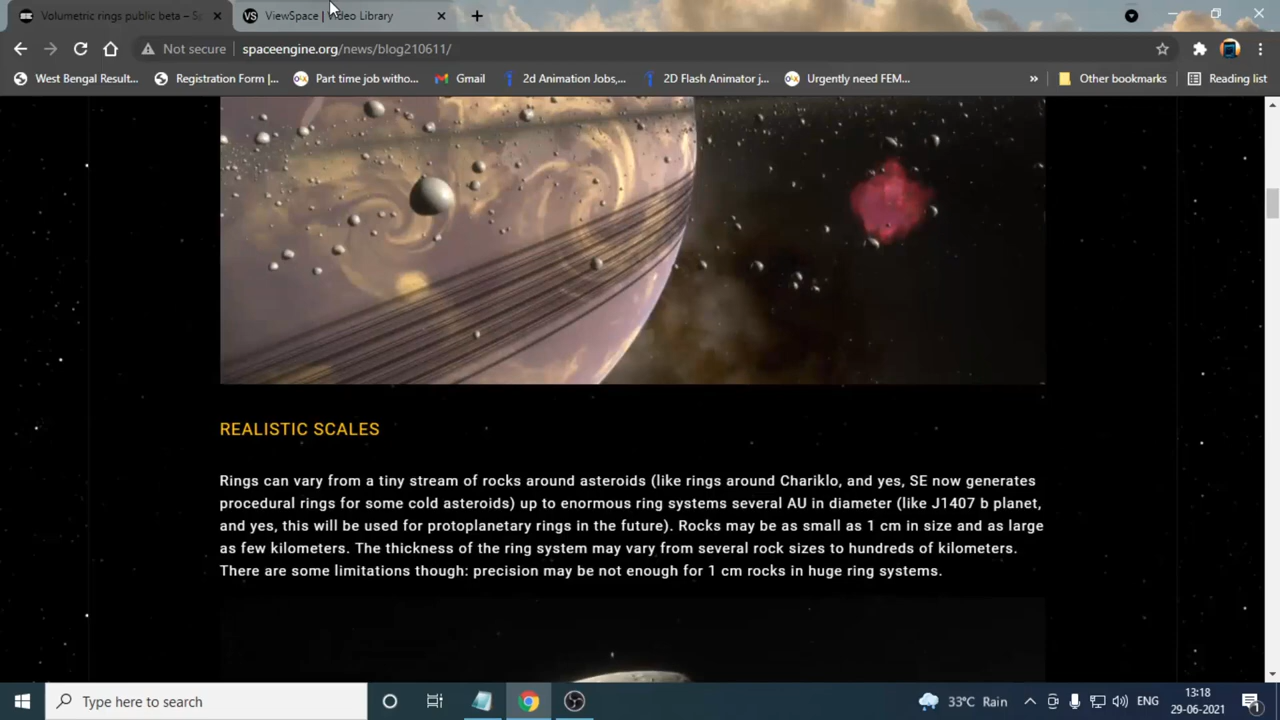 Volumetric rings public beta – Sp
ViewSpace | Video Library
Not secure
spaceengine.org/news/blog210611/
West Bengal Result...
Registration Form |...
Part time job witho...
Gmail
2d Animation Jobs,...
2D Flash Animator j...
Urgently need FEM...
»
Other bookmarks
Reading list
REALISTIC SCALES
Rings can vary from a tiny stream of rocks around asteroids (like rings around Chariklo, and yes, SE now generates
procedural rings for some cold asteroids) up to enormous ring systems several AU in diameter (like J1407 b planet,
and yes, this will be used for protoplanetary rings in the future). Rocks may be as small as 1 cm in size and as large
as few kilometers. The thickness of the ring system may vary from several rock sizes to hundreds of kilometers.
There are some limitations though: precision may be not enough for 1 cm rocks in huge ring systems.
Type here to search
33°C Rain
ENG
13:18
29-06-2021